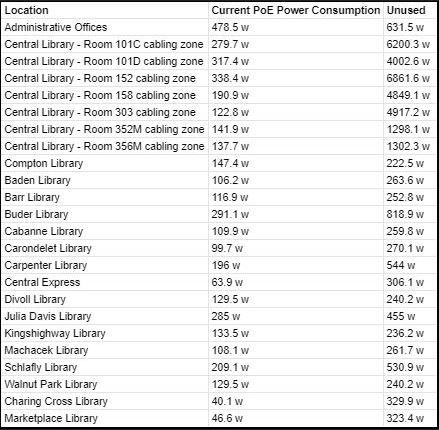 Location Current PoE Power Consumption Unused
Administrative Offices 478.5 w 631.5 w
Central Library - Room 101C cabling zone 279.7 w 6200.3 w
Central Library - Room 101D cabling zone 317.4 w 4002.6 w
Central Library - Room 152 cabling zone 338.4 w 6861.6 w
Central Library - Room 158 cabling zone 190.9 w 4849.1 w
Central Library - Room 303 cabling zone 122.8 w 4917.2 w
Central Library - Room 352M cabling zone 141.9 w 1298.1 w
Central Library - Room 356M cabling zone 137.7 w 1302.3 w
Compton Library 147.4 w 222.5 w
Baden Library 106.2 w 263.6 w
Barr Library 116.9 w 252.8 w
Buder Library 291.1 w 818.9 w
Cabanne Library 109.9 w 259.8 w
Carondelet Library 99.7 w 270.1 w
Carpenter Library 196 w 544 w
Central Express 63.9 w 306.1 w
Divoll Library 129.5 w 240.2 w
Julia Davis Library 285 w 455 w
Kingshighway Library 133.5 w 236.2 w
Machacek Library 108.1 w 261.7 w
Schlafly Library 209.1 w 530.9 w
Walnut Park Library 129.5 w 240.2 w
Charing Cross Library 40.1 w 329.9 w
Marketplace Library 46.6 w 323.4 w